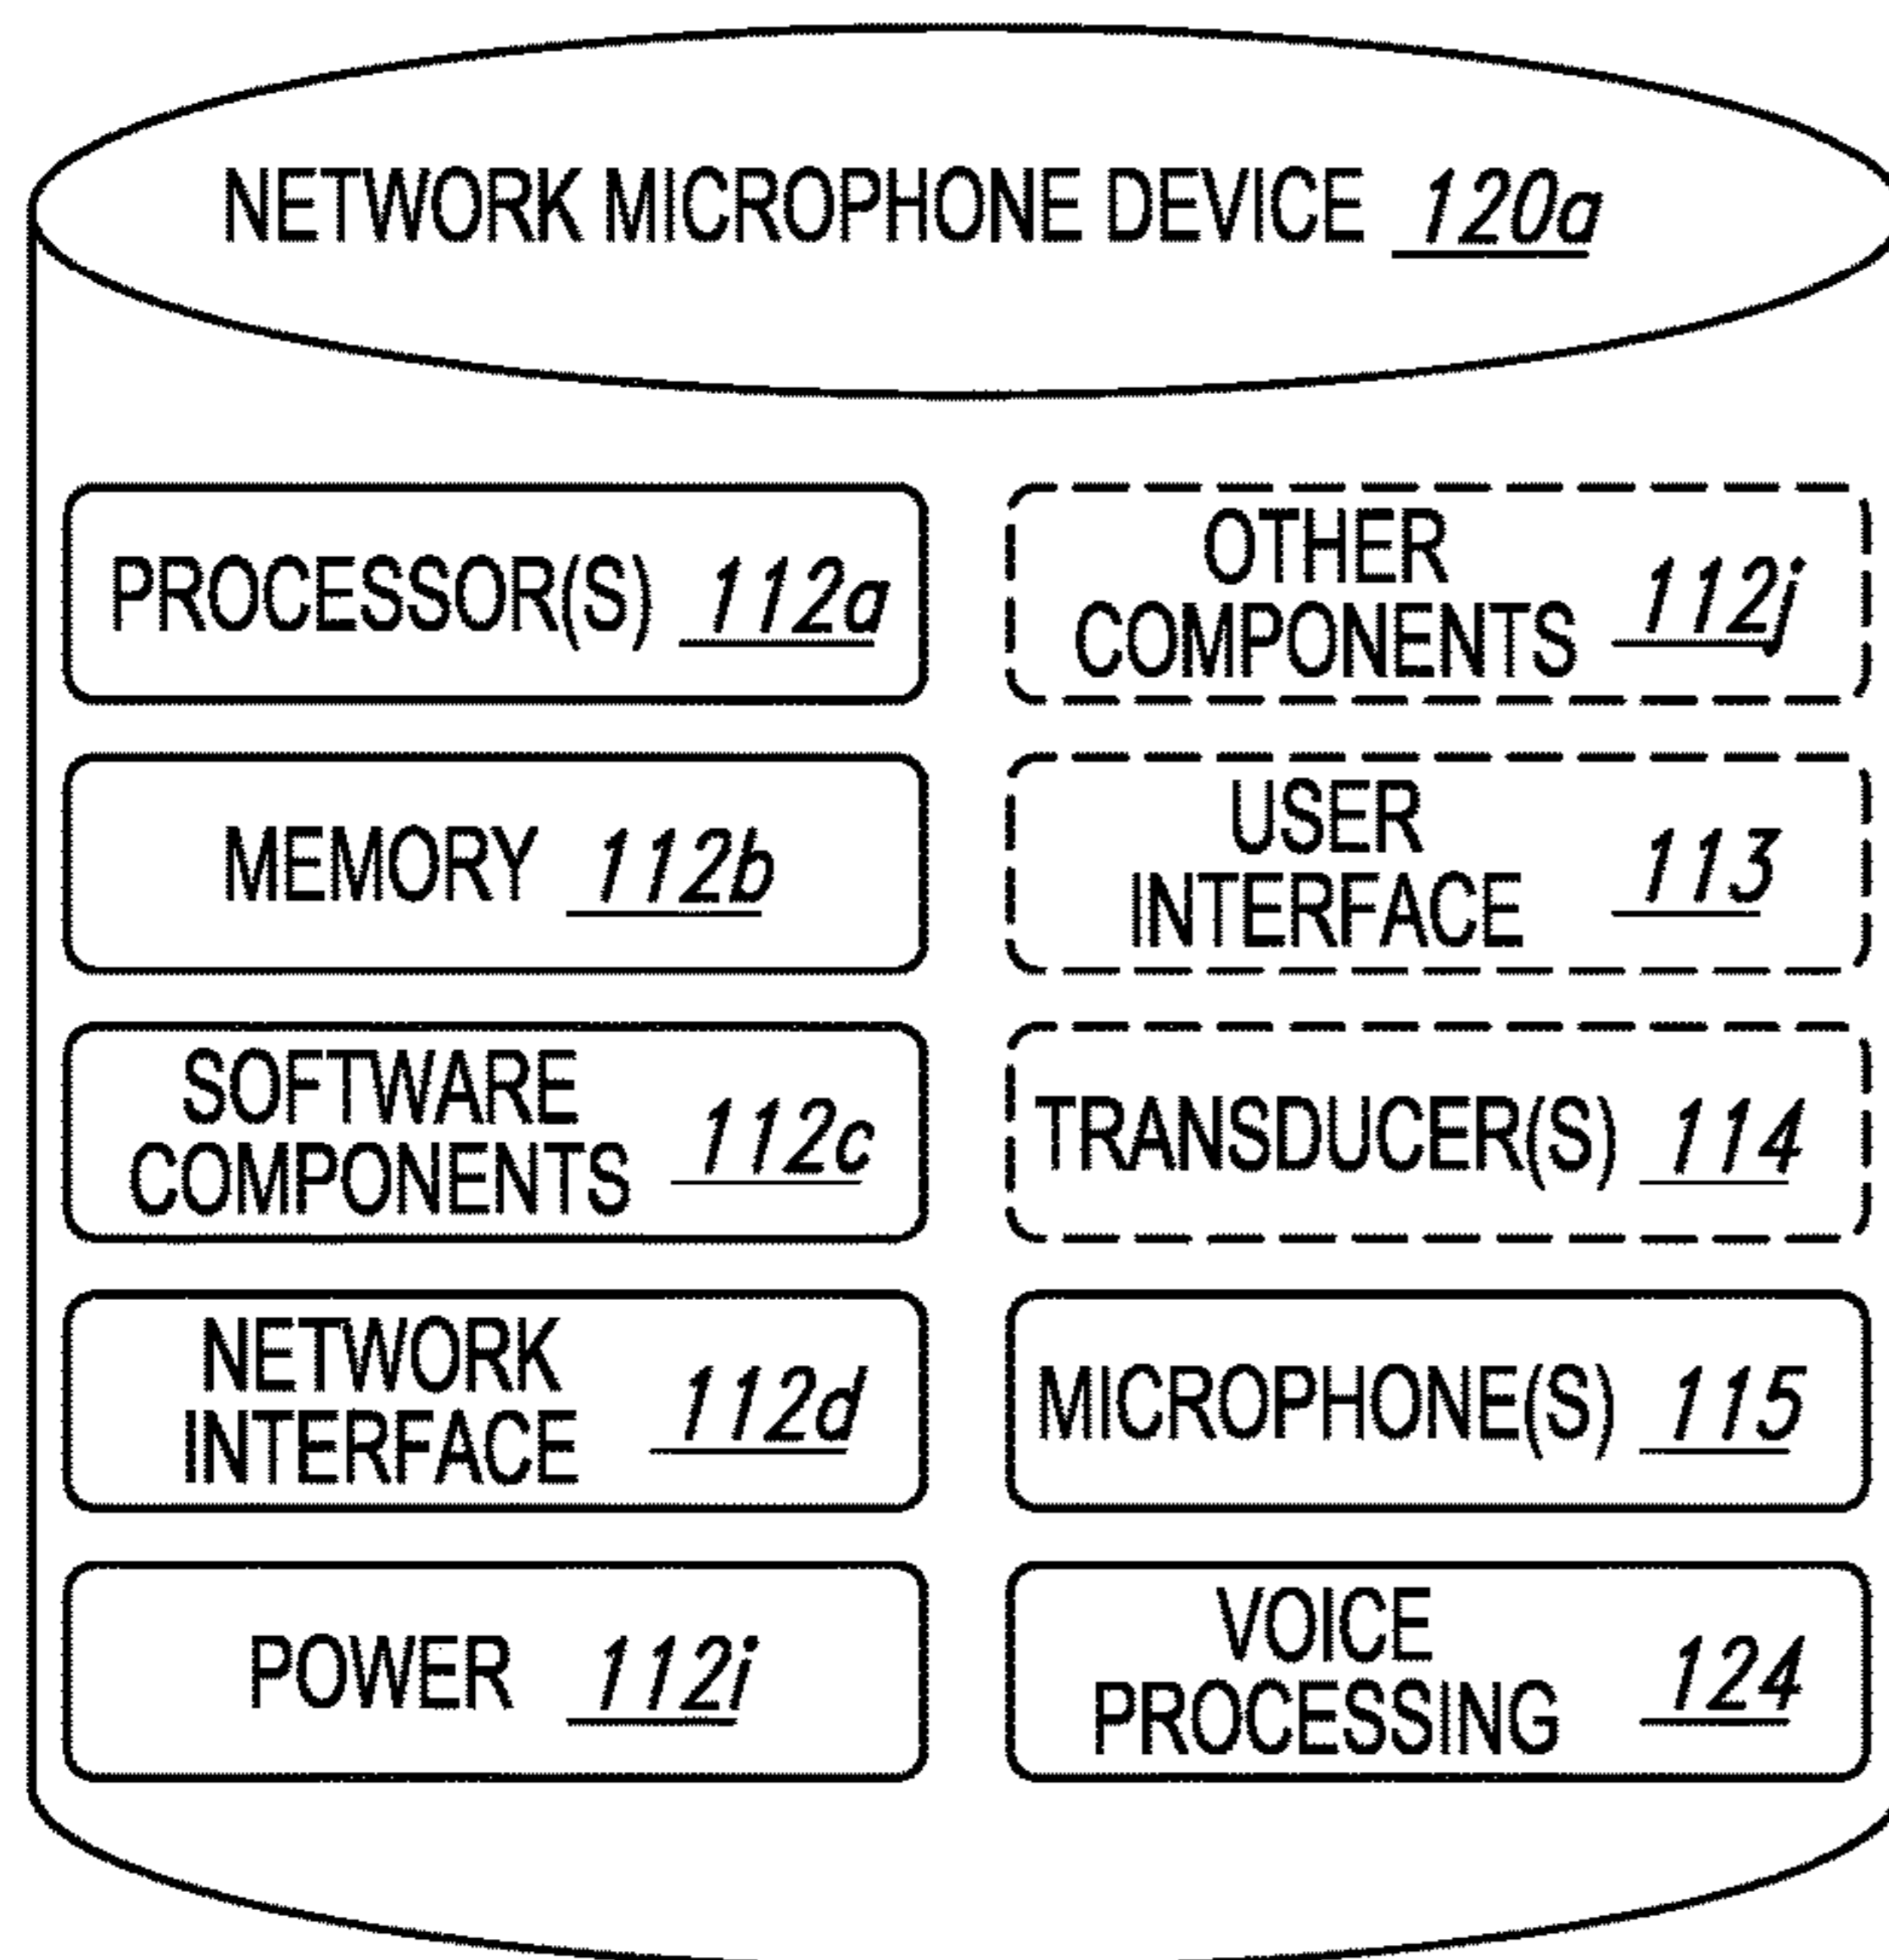 NETWORK MICROPHONE DEVICE 120a
PROCESSOR(S) 112a
MEMORY 112b
SOFTWARE
COMPONENTS 112c
NETWORK
INTERFACE 112d
POWER 112i
OTHER
COMPONENTS 112j
USER
INTERFACE 113
TRANSDUCER(S) 114
MICROPHONE(S) 115
VOICE
PROCESSING 124